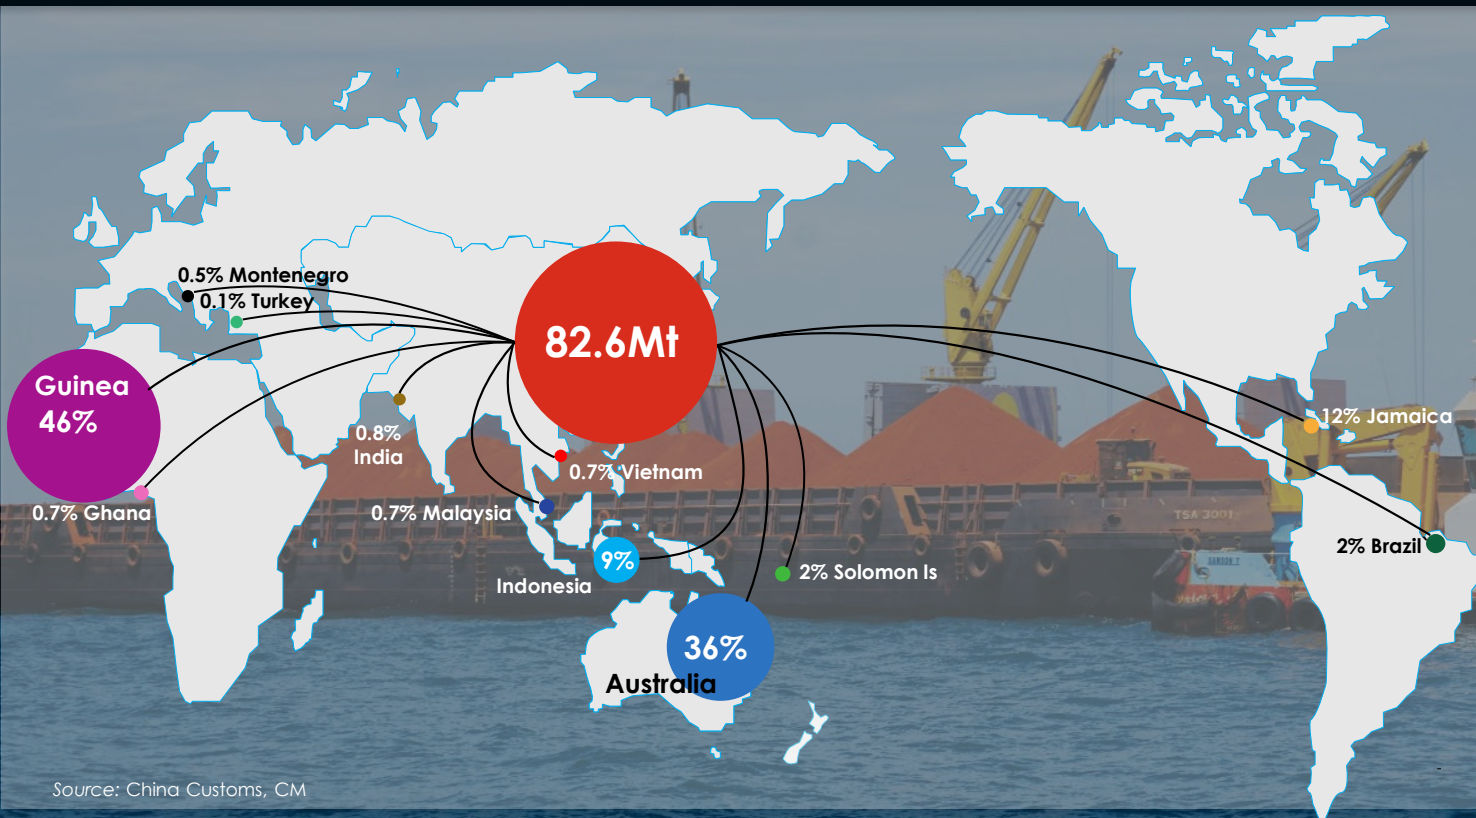 0.5% Montenegro
0.1% Turkey
82.6Mt
Guinea
46%
0.8%
India
12% Jamaica
0.7% Vietnam
0.7% Ghana
0.7% Malaysia
TSA 3001
2% Brazil
9%
2% Solomon Is
Indonesia
36%
Australia
Source: China Customs, CM